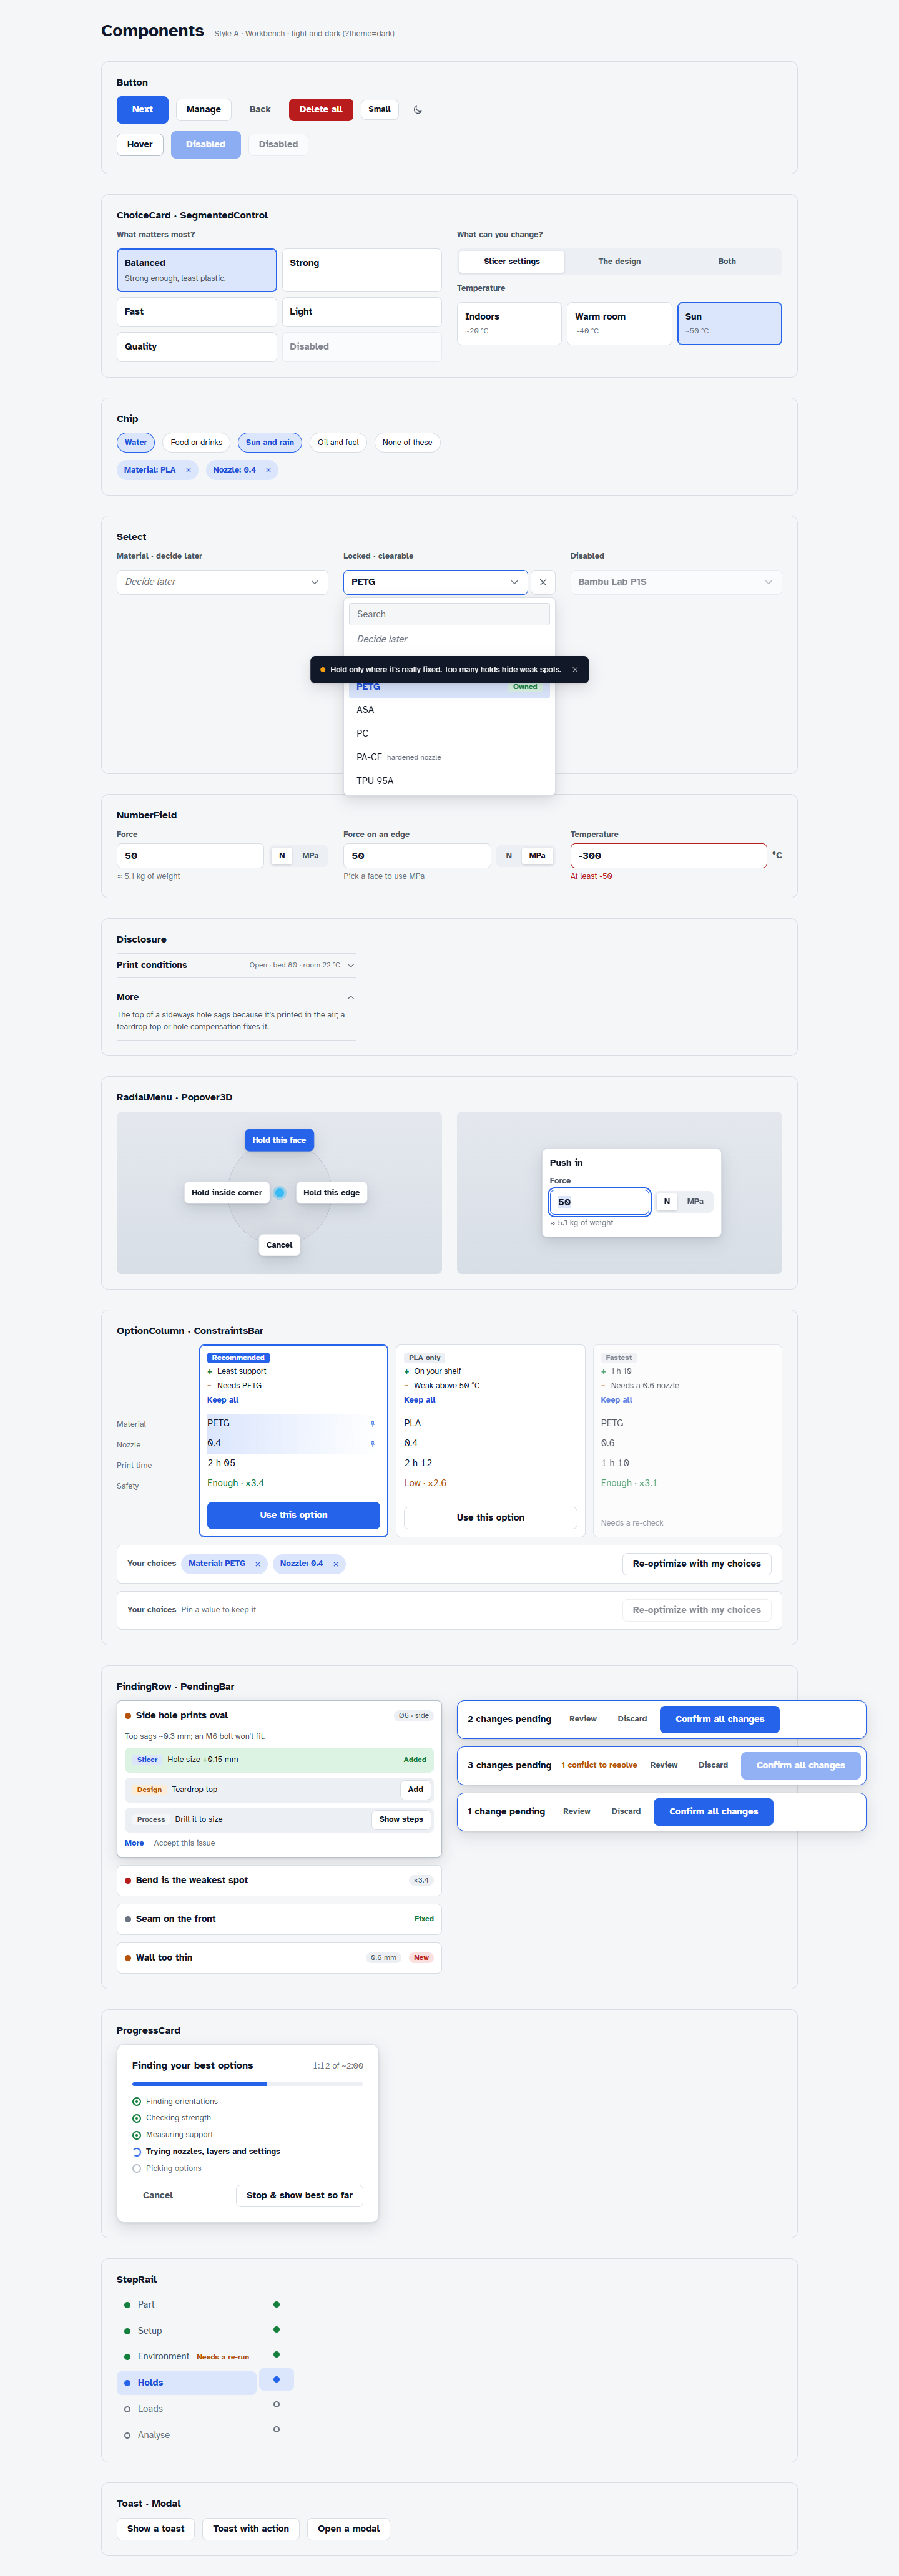 Components Style A · Workbench · light and dark (?theme=dark)
Button
Next Manage Back Delete all Small
Hover Disabled Disabled
ChoiceCard · SegmentedControl
What matters most?
Balanced
Strong enough, least plastic.
Strong
Fast
Light
Quality
Disabled
What can you change?
Slicer settings The design Both
Temperature
Indoors
~20 °C
Warm room
~40 °C
Sun
~50 °C
Chip
Water Food or drinks Sun and rain Oil and fuel None of these
Material: PLA × Nozzle: 0.4 ×
Select
Material · decide later
Decide later
Locked · clearable
PETG ×
Search
Decide later
Hold only where it's really fixed. Too many holds hide weak spots. ×
PETG Owned
ASA
PC
PA-CF hardened nozzle
TPU 95A
Disabled
Bambu Lab P1S
NumberField
Force
50 N MPa
≈ 5.1 kg of weight
Force on an edge
50 N MPa
Pick a face to use MPa
Temperature
-300 °C
At least -50
Disclosure
Print conditions Open · bed 80 · room 22 °C
More
The top of a sideways hole sags because it's printed in the air; a
teardrop top or hole compensation fixes it.
RadialMenu · Popover3D
Hold this face
Hold inside corner Hold this edge
Cancel
Push in
Force
50 N MPa
≈ 5.1 kg of weight
OptionColumn · ConstraintsBar
Material
Nozzle
Print time
Safety
Recommended
+ Least support
− Needs PETG
Keep all
PETG
0.4
2 h 05
Enough · ×3.4
Use this option
PLA only
+ On your shelf
− Weak above 50 °C
Keep all
PLA
0.4
2 h 12
Low · ×2.6
Use this option
Fastest
+ 1 h 10
− Needs a 0.6 nozzle
Keep all
PETG
0.6
1 h 10
Enough · ×3.1
Needs a re-check
Your choices Material: PETG × Nozzle: 0.4 × Re-optimize with my choices
Your choices Pin a value to keep it Re-optimize with my choices
FindingRow · PendingBar
Side hole prints oval Ø6 · side
Top sags ~0.3 mm; an M6 bolt won't fit.
Slicer Hole size +0.15 mm Added
Design Teardrop top Add
Process Drill it to size Show steps
More Accept this issue
Bend is the weakest spot ×3.4
Seam on the front Fixed
Wall too thin 0.6 mm New
2 changes pending Review Discard Confirm all changes
3 changes pending 1 conflict to resolve Review Discard Confirm all changes
1 change pending Review Discard Confirm all changes
ProgressCard
Finding your best options 1:12 of ~2:00
Finding orientations
Checking strength
Measuring support
Trying nozzles, layers and settings
Picking options
Cancel Stop & show best so far
StepRail
Part
Setup
Environment Needs a re-run
Holds
Loads
Analyse
Toast · Modal
Show a toast Toast with action Open a modal